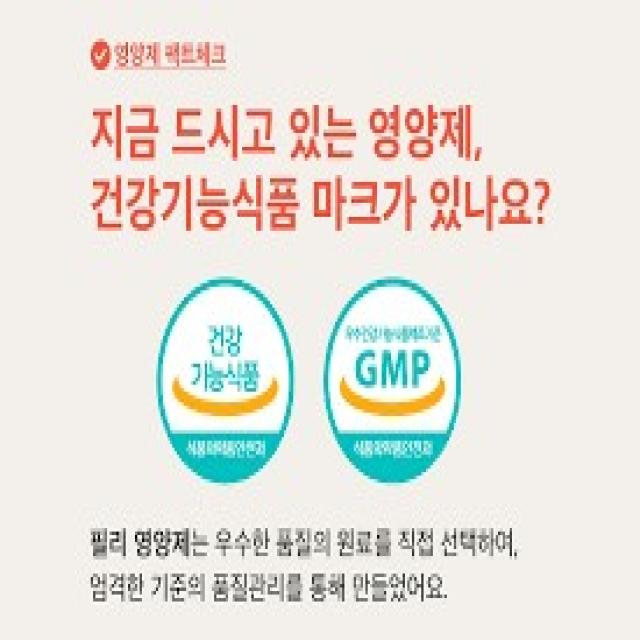 영양제 팩트체크
지금 드시고 있는 영양제,
건강기능식품 마크가 있나요?
건강
기능식품
식품의약품안전처
우수건강기능식품제조기준
GMP
식품의약품안전처
필리 영양제는 우수한 품질의 원료를 직접 선택하여,
엄격한 기준의 품질관리를 통해 만들었어요.